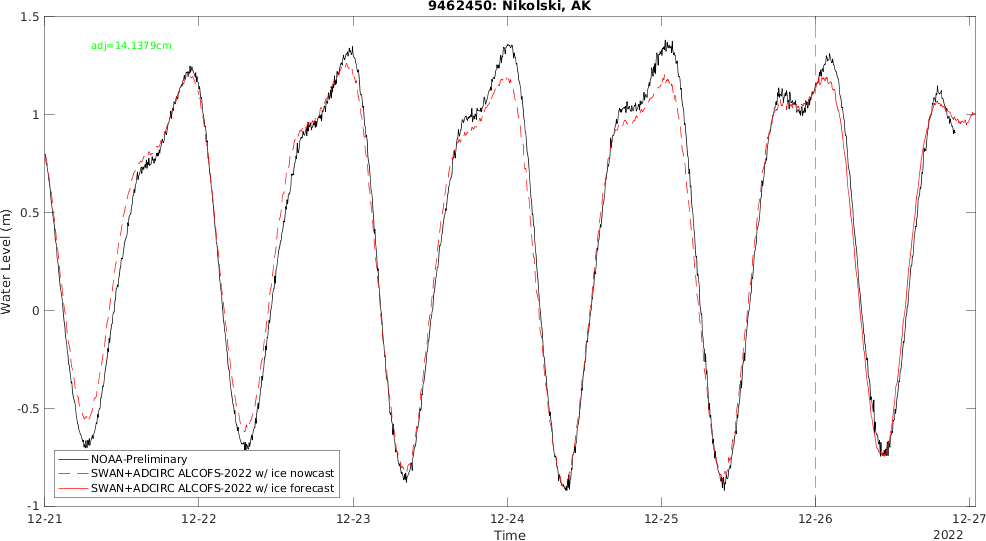 9462450: Nikolski, AK
adj=14.1379cm
1.5
1
0.5
0
-0.5
-1
Water Level (m)
NOAA-Preliminary
SWAN+ADCIRC ALCOFS-2022 w/ ice nowcast
SWAN+ADCIRC ALCOFS-2022 w/ ice forecast
12-21 12-22 12-23 12-24 12-25 12-26 12-27
Time
2022